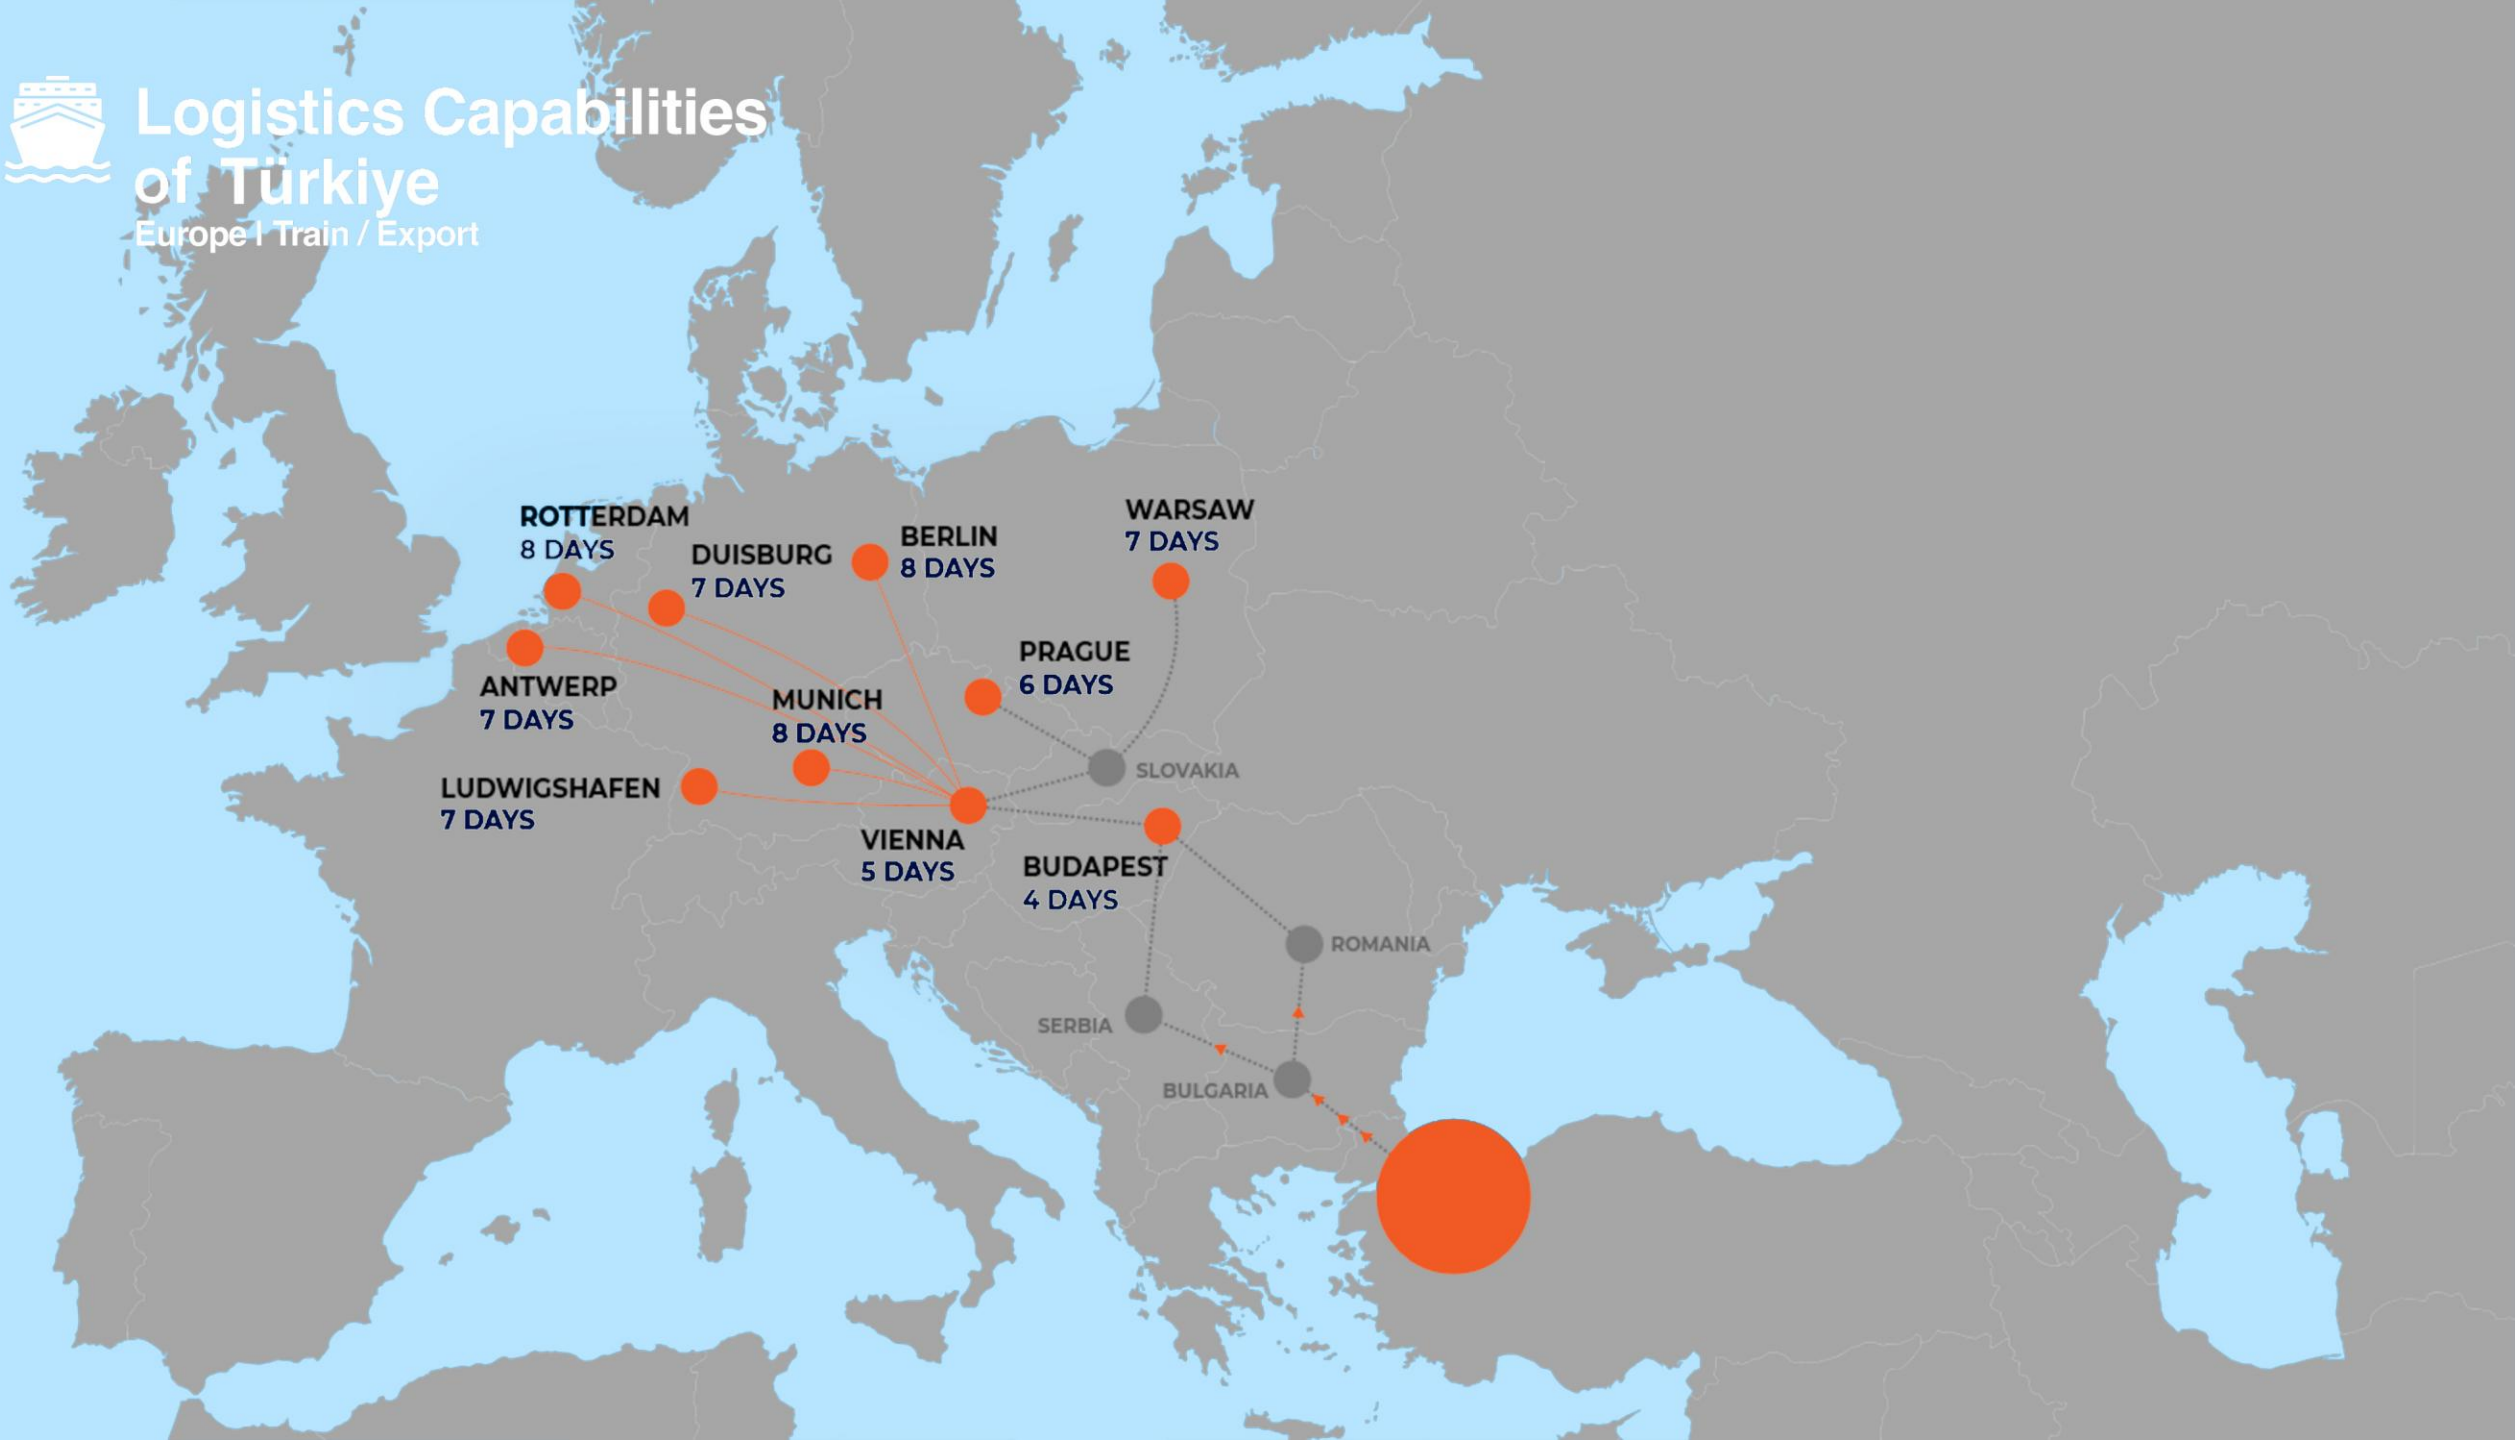 Logistics Capabilities
of Türkiye
Europe | Train / Export
ROTTERDAM
8 DAYS
DUISBURG
7 DAYS
BERLIN
8 DAYS
WARSAW
7 DAYS
PRAGUE
6 DAYS
ANTWERP
7 DAYS
MUNICH
8 DAYS
SLOVAKIA
LUDWIGSHAFEN
7 DAYS
VIENNA
5 DAYS
BUDAPEST
4 DAYS
ROMANIA
SERBIA
BULGARIA